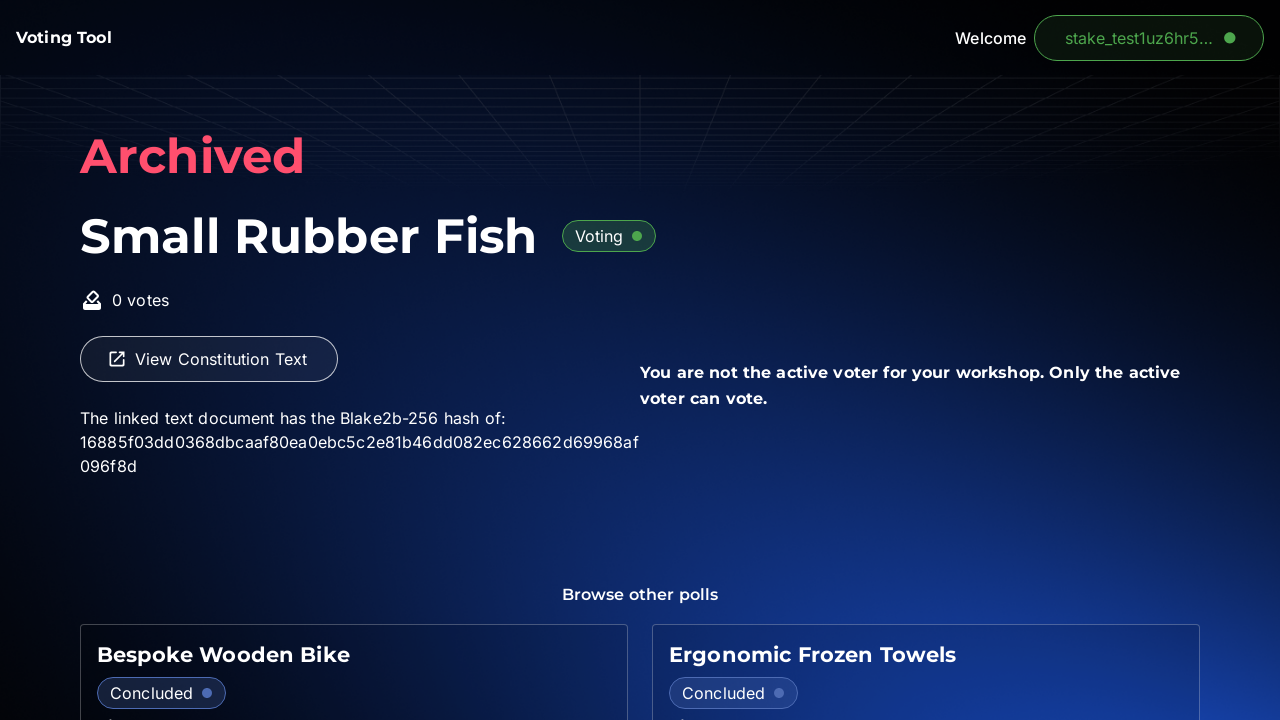 Voting Tool
Welcome
stake_test1uz6hr5...
Archived
Small Rubber Fish
Voting
0 votes
View Constitution Text
You are not the active voter for your workshop. Only the active
voter can vote.
The linked text document has the Blake2b-256 hash of:
16885f03dd0368dbcaaf80ea0ebc5c2e81b46dd082ec628662d69968af
096f8d
Browse other polls
Bespoke Wooden Bike
Concluded
Ergonomic Frozen Towels
Concluded